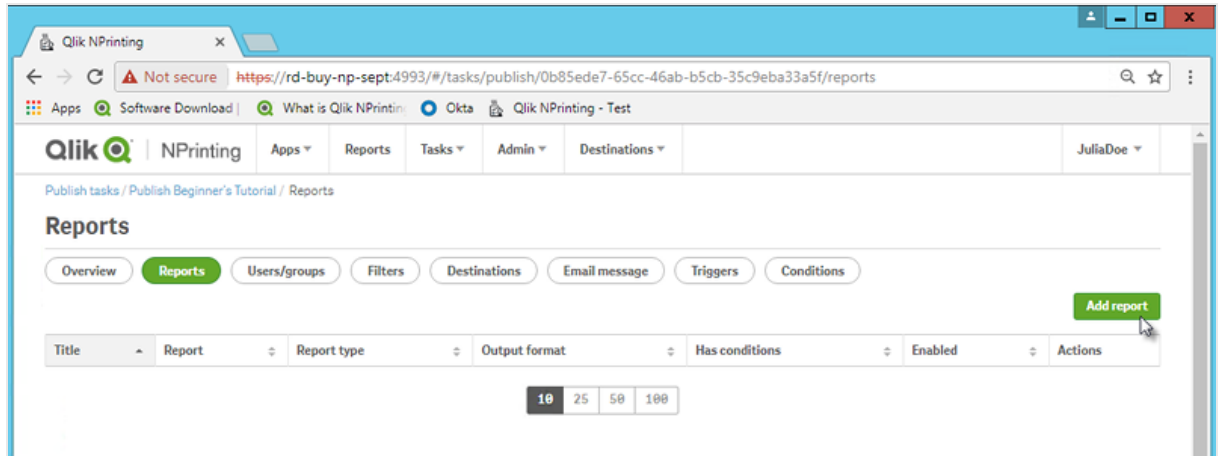 Qlik NPrinting
Not secure https://rd-buy-np-sept:4993/#/tasks/publish/0b85ede7-65cc-46ab-b5cb-35c9eba33a5f/reports
Apps Software Download | What is Qlik NPrintin Okta Qlik NPrinting - Test
Qlik NPrinting Apps Reports Tasks Admin Destinations JuliaDoe
Publish tasks / Publish Beginner's Tutorial / Reports
Reports
Overview Reports Users/groups Filters Destinations Email message Triggers Conditions
Add report
Title Report Report type Output format Has conditions Enabled Actions
10 25 50 100